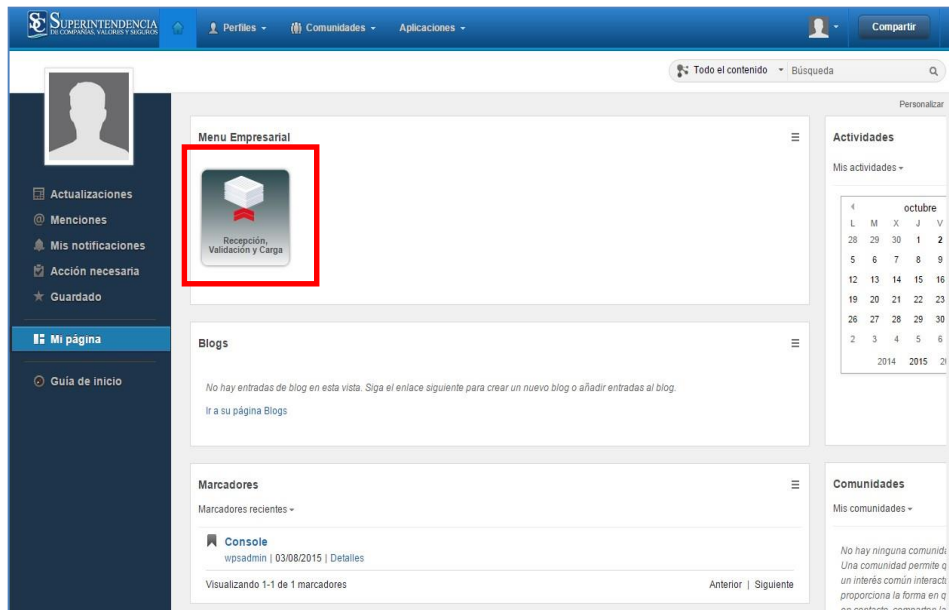 SUPERINTENDENCIA
DE COMPAÑÍAS, VALORES Y SEGUROS
Perfiles
Comunidades
Aplicaciones
Compartir
Todo el contenido
Búsqueda
Personalizar
Actualizaciones
@ Menciones
Mis notificaciones
Acción necesaria
Guardado
Mi página
Guía de inicio
Menu Empresarial
Recepción,
Validación y Carga
Blogs
No hay entradas de blog en esta vista. Siga el enlace siguiente para crear un nuevo blog o añadir entradas al blog.
Ir a su página Blogs
Marcadores
Marcadores recientes
Console
wpsadmin | 03/08/2015 | Detalles
Visualizando 1-1 de 1 marcadores
Anterior | Siguiente
Actividades
Mis actividades
octubre
L M X J V
28 29 30 1 2
5 6 7 8 9
12 13 14 15 16
19 20 21 22 23
26 27 28 29 30
2 3 4 5 6
2014 2015
Comunidades
Mis comunidades
No hay ninguna
Una comunidad permite
un interés común
proporciona la forma en